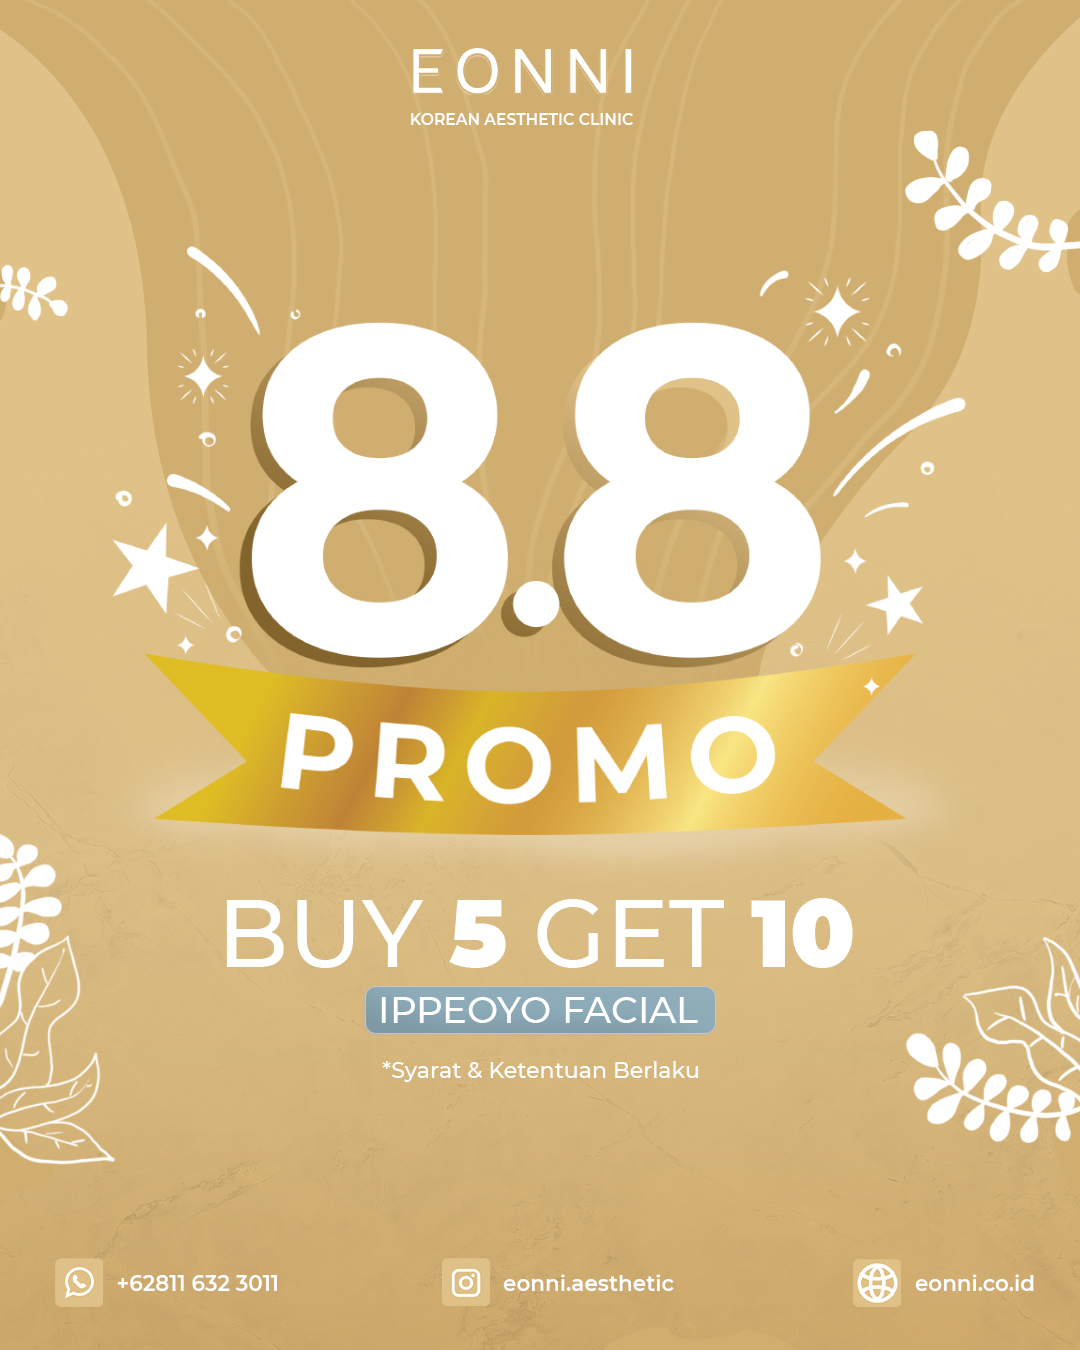 EONNI
KOREAN AESTHETIC CLINIC
8.8
PROMO
BUY 5 GET 10
IPPEOYO FACIAL
*Syarat & Ketentuan Berlaku
+62811 632 3011
eonni.aesthetic
eonni.co.id